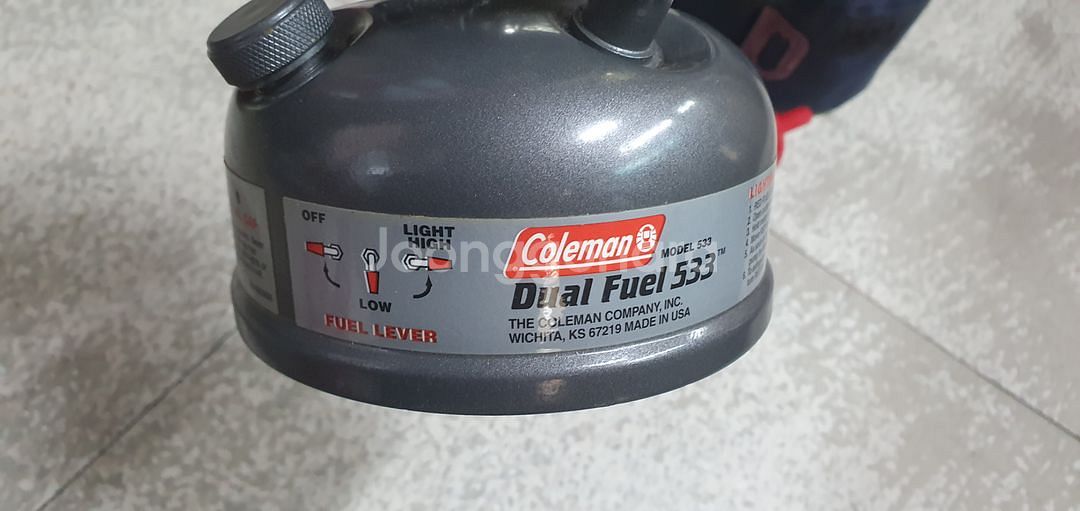 OFF
LIGHT
HIGH
LOW
FUEL LEVER
Coleman
MODEL 533
Dual Fuel 533™
THE COLEMAN COMPANY, INC.
WICHITA, KS 67219 MADE IN USA